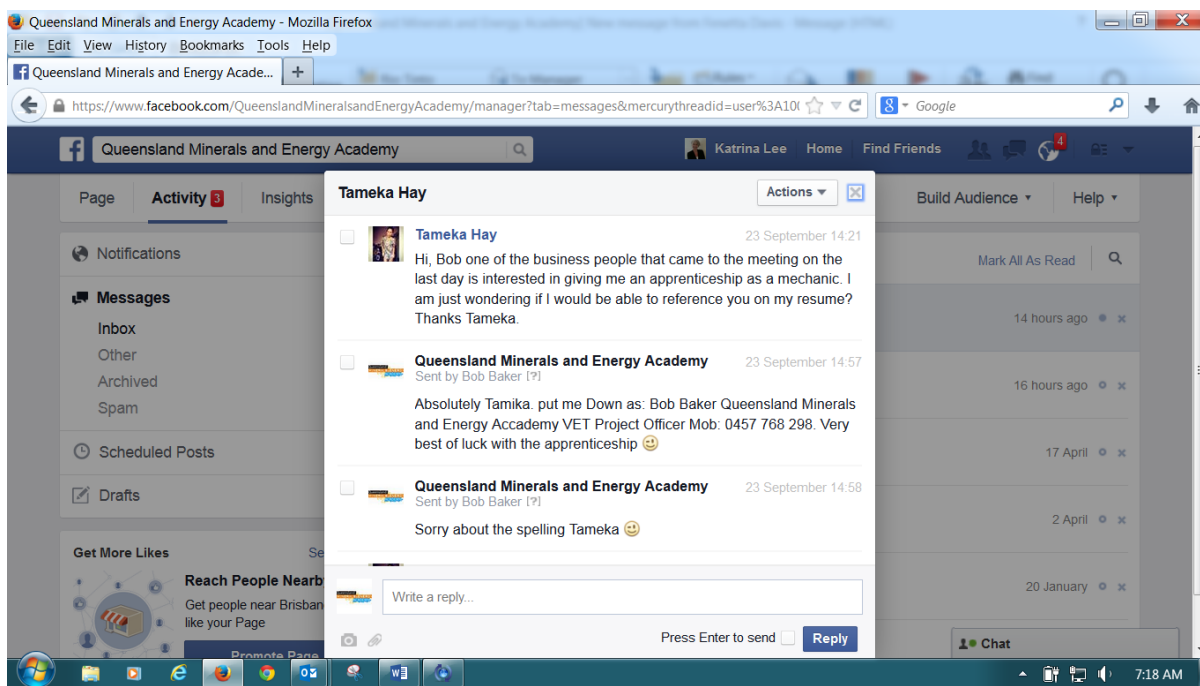 Queensland Minerals and Energy Academy - Mozilla Firefox
File Edit View History Bookmarks Tools Help
Queensland Minerals and Energy Acade... +
https://www.facebook.com/QueenslandMineralsandEnergyAcademy/manager?tab=messages&mercurythreadid=user%3A10( Google
Queensland Minerals and Energy Academy Katrina Lee Home Find Friends 4
Page Activity 3 Insights Build Audience Help
Tameka Hay Actions
Notifications
Mark All As Read
Messages
Inbox
Other
Archived
Spam
Scheduled Posts
Drafts
Get More Likes Se
Reach People Nearb
Get people near Brisban
like your Page
Promote Page
Tameka Hay 23 September 14:21
Hi, Bob one of the business people that came to the meeting on the
last day is interested in giving me an apprenticeship as a mechanic. I
am just wondering if I would be able to reference you on my resume?
Thanks Tameka.
Queensland Minerals and Energy Academy 23 September 14:57
Sent by Bob Baker [?]
Absolutely Tamika. put me Down as: Bob Baker Queensland Minerals
and Energy Accademy VET Project Officer Mob: 0457 768 298. Very
best of luck with the apprenticeship
Queensland Minerals and Energy Academy 23 September 14:58
Sent by Bob Baker [?]
Sorry about the spelling Tameka
Write a reply...
Press Enter to send Reply
14 hours ago
16 hours ago
17 April
2 April
20 January
Chat
7:18 AM